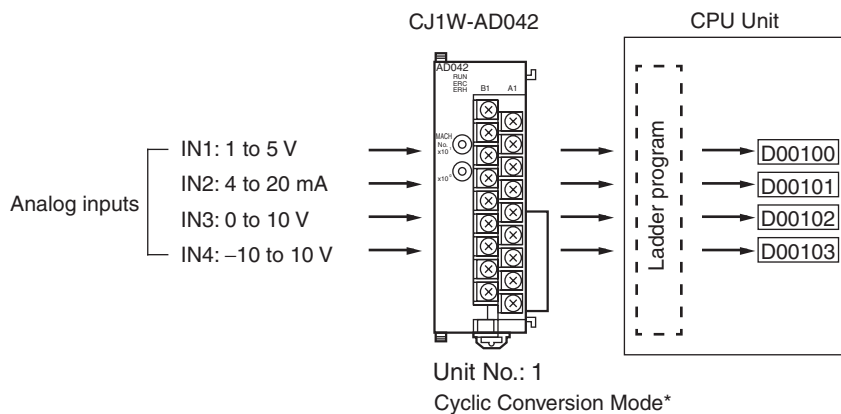 CJ1W-AD042
CPU Unit
AD042
RUN
ERC
ERH
B1 A1
MACH
No.
x10¹
x10⁰
Analog inputs
IN1: 1 to 5 V
IN2: 4 to 20 mA
IN3: 0 to 10 V
IN4: −10 to 10 V
Ladder program
D00100
D00101
D00102
D00103
Unit No.: 1
Cyclic Conversion Mode*